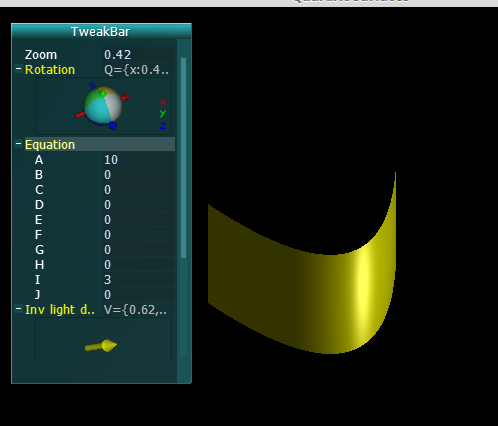 TweakBar
Zoom 0.42
Rotation Q={x:0.4..
x
y
z
Equation
A 10
B 0
C 0
D 0
E 0
F 0
G 0
H 0
I 3
J 0
Inv light d.. V={0.62,..